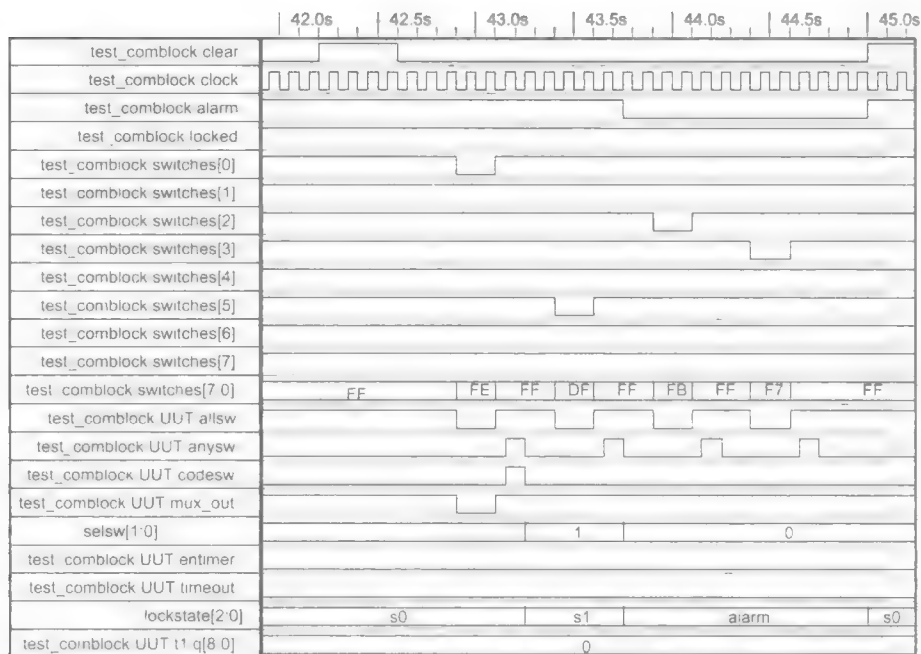 42.0s 42.5s 43.0s 43.5s 44.0s 44.5s 45.0s
test_comblock clear
test_comblock clock
test_comblock alarm
test_comblock locked
test_comblock switches[0]
test_comblock switches[1]
test_comblock switches[2]
test_comblock switches[3]
test_comblock switches[4]
test_comblock switches[5]
test_comblock switches[6]
test_comblock switches[7]
test_comblock switches[7:0] FF FE FF DF FF FB FF F7 FF
test_comblock UUT allsw
test_comblock UUT anysw
test_comblock UUT codesw
test_comblock UUT mux_out
selsw[1:0] 1 0
test_comblock UUT entimer
test_comblock UUT timeout
lockstate[2:0] s0 s1 alarm s0
test_comblock UUT t1 q[8:0] 0